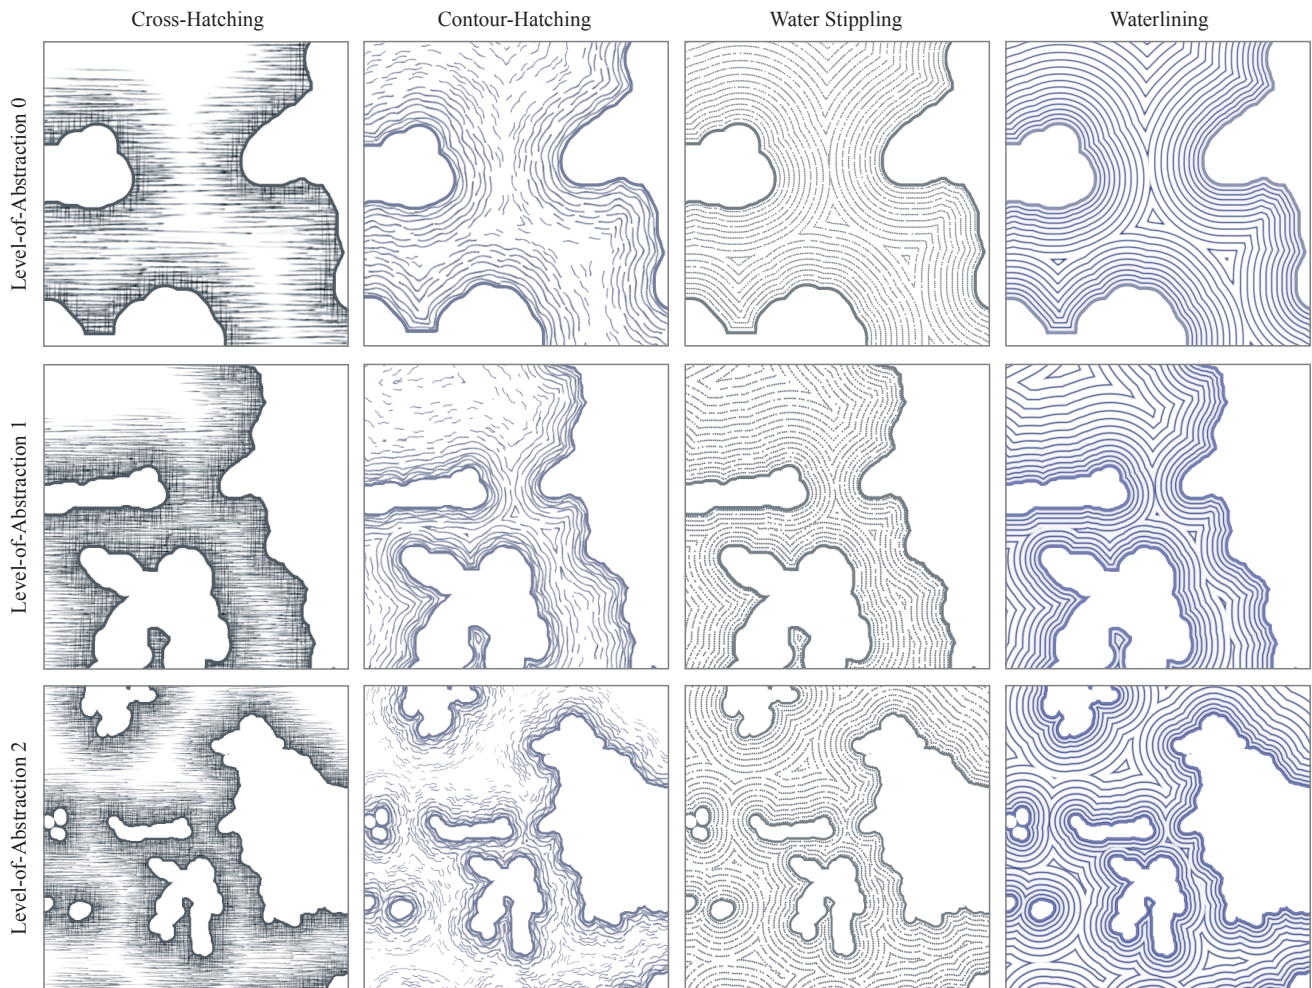 Cross-Hatching
Contour-Hatching
Water Stippling
Waterlining
Level-of-Abstraction 0
Level-of-Abstraction 1
Level-of-Abstraction 2